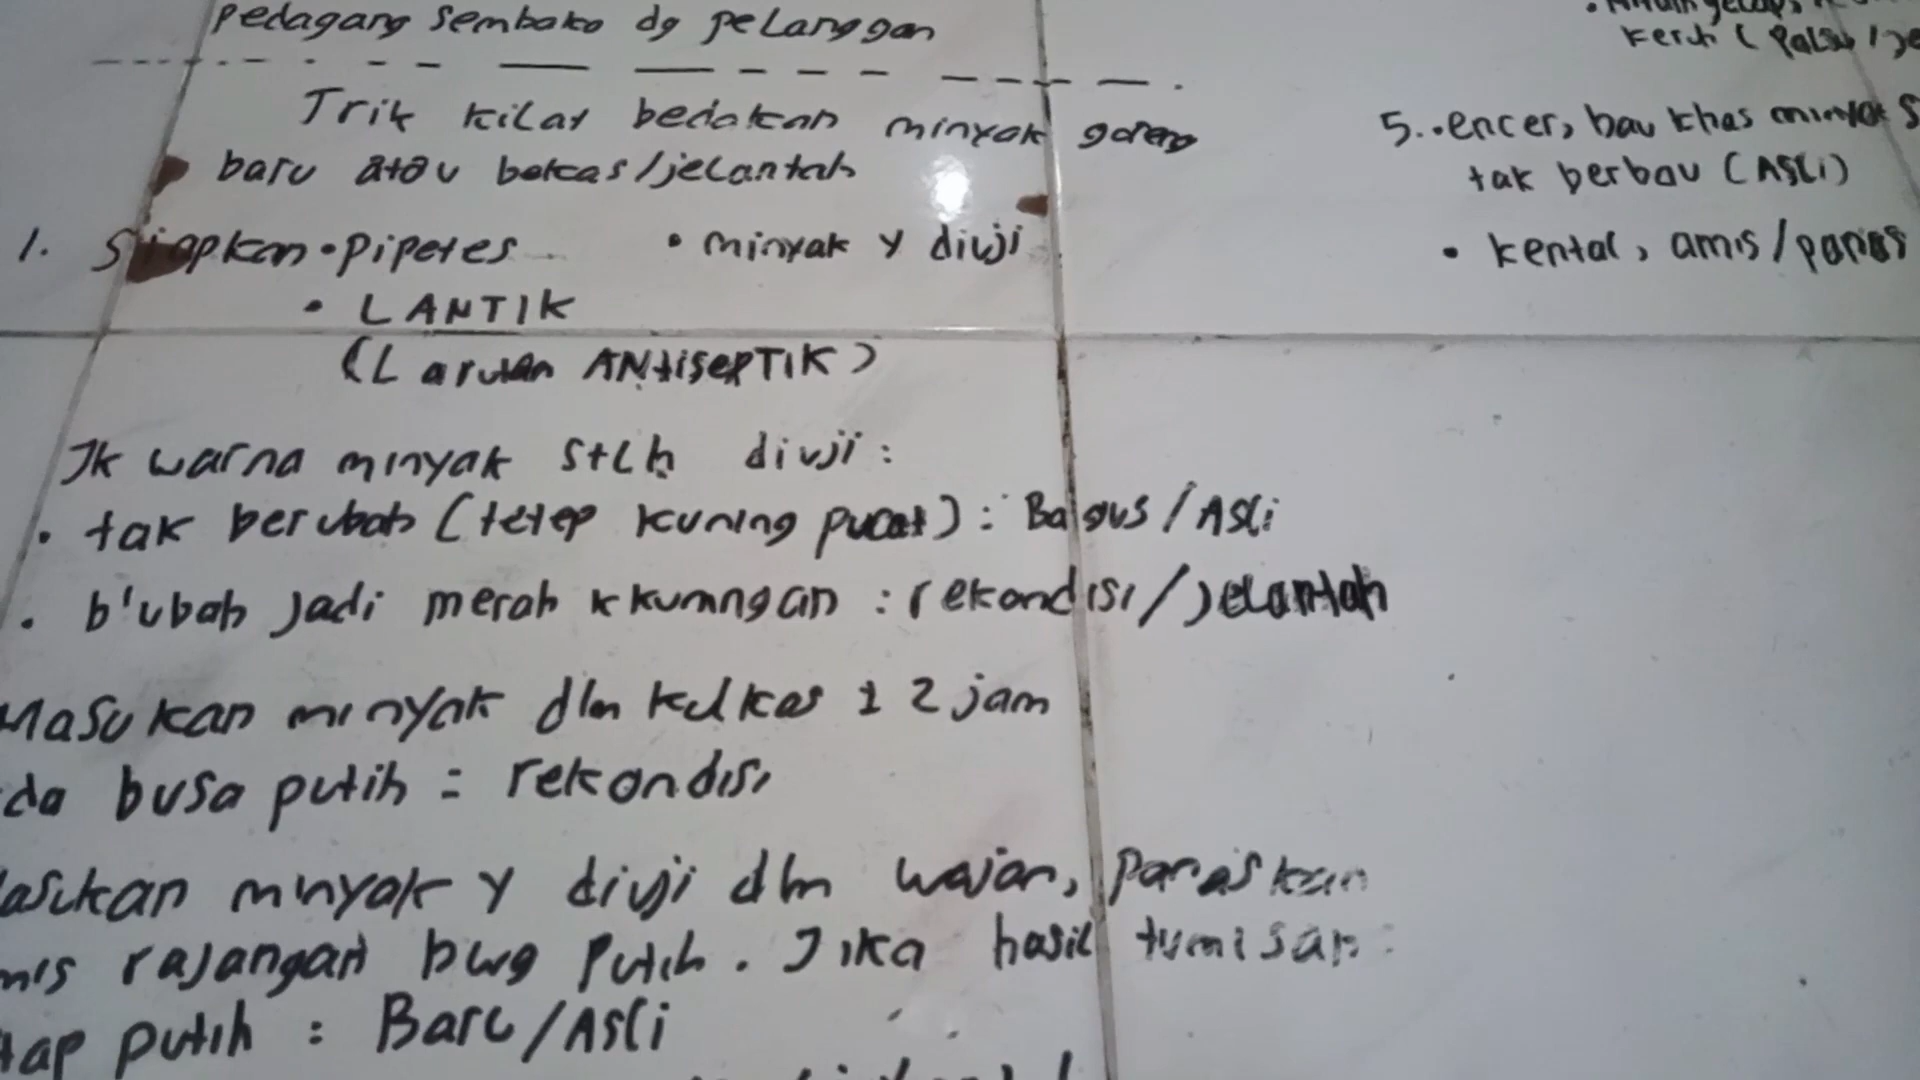 pedagang sembako dg pelanggan
Trik kilat bedakan minyak goreng
baru atau bekas/jelantah
1. Siapkan • pipetes • minyak y diuji
• LANTIK
(Larutan ANtisepTIK)
Jk warna minyak stlh diuji:
• tak berubah (tetep kuning pucat): Bagus/Asli
• b'ubah jadi merah kkuningan: rekondisi/jelantah
Masukan minyak dlm kulkas ± 2 jam
da busa putih = rekondisi
asukan minyak y diuji dlm wajan, panaskan
mis rajangan bwg putih. Jika hasil tumisan:
tap putih: Baru/Asli
keruh (palsu/je
5. • encer, bau khas minyak s
tak berbau (Asli)
• kental, amis/